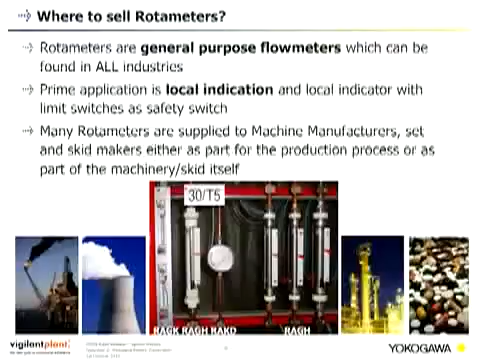 Where to sell Rotameters?
Rotameters are general purpose flowmeters which can be
found in ALL industries
Prime application is local indication and local indicator with
limit switches as safety switch
Many Rotameters are supplied to Machine Manufacturers, set
and skid makers either as part for the production process or as
part of the machinery/skid itself
30/T5
RAGK RAGH RAKD RAGH
vigilantplant.
YOKOGAWA